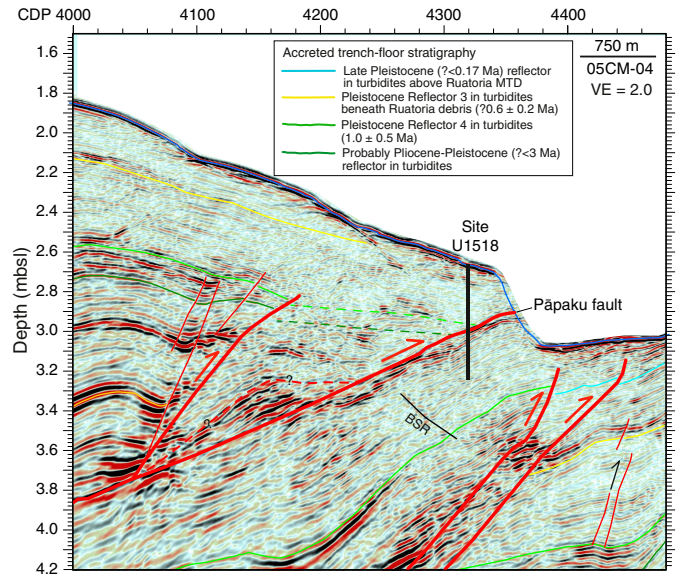 CDP 4000 4100 4200 4300 4400
1.6
1.8
2.0
2.2
2.4
2.6
2.8
3.0
3.2
3.4
3.6
3.8
4.0
4.2
Depth (mbsl)
Accreted trench-floor stratigraphy
Late Pleistocene (?<0.17 Ma) reflector
in turbidites above Ruatoria MTD
Pleistocene Reflector 3 in turbidites
beneath Ruatoria debris (?0.6 ± 0.2 Ma)
Pleistocene Reflector 4 in turbidites
(1.0 ± 0.5 Ma)
Probably Pliocene-Pleistocene (?<3 Ma)
reflector in turbidites
750 m
05CM-04
VE = 2.0
Site
U1518
Pāpaku fault
?
?
BSR